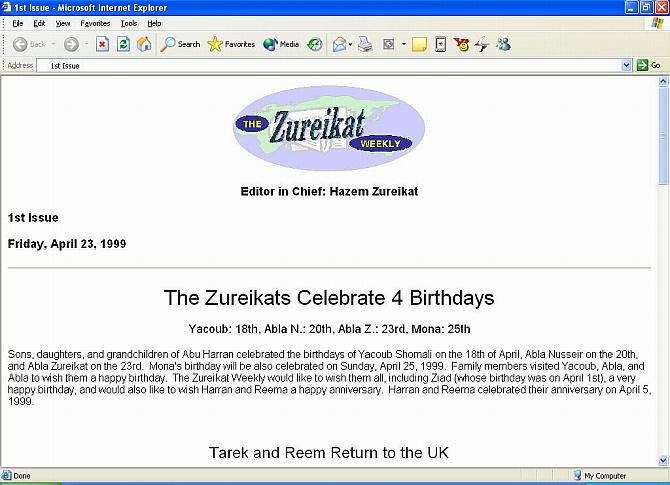 1st Issue - Microsoft Internet Explorer
File Edit View Favorites Tools Help
Back Search Favorites Media
Address 1st Issue Go
THE
Zureikat
WEEKLY
Editor in Chief: Hazem Zureikat
1st Issue
Friday, April 23, 1999
The Zureikats Celebrate 4 Birthdays
Yacoub: 18th, Abla N.: 20th, Abla Z.: 23rd, Mona: 25th
Sons, daughters, and grandchildren of Abu Harran celebrated the birthdays of Yacoub Shomali on the 18th of April, Abla Nusseir on the 20th,
and Abla Zureikat on the 23rd. Mona's birthday will be also celebrated on Sunday, April 25, 1999. Family members visited Yacoub, Abla, and
Abla to wish them a happy birthday. The Zureikat Weekly would like to wish them all, including Ziad (whose birthday was on April 1st), a very
happy birthday, and would also like to wish Harran and Reema a happy anniversary. Harran and Reema celebrated their anniversary on April 5,
1999.
Tarek and Reem Return to the UK
Done My Computer